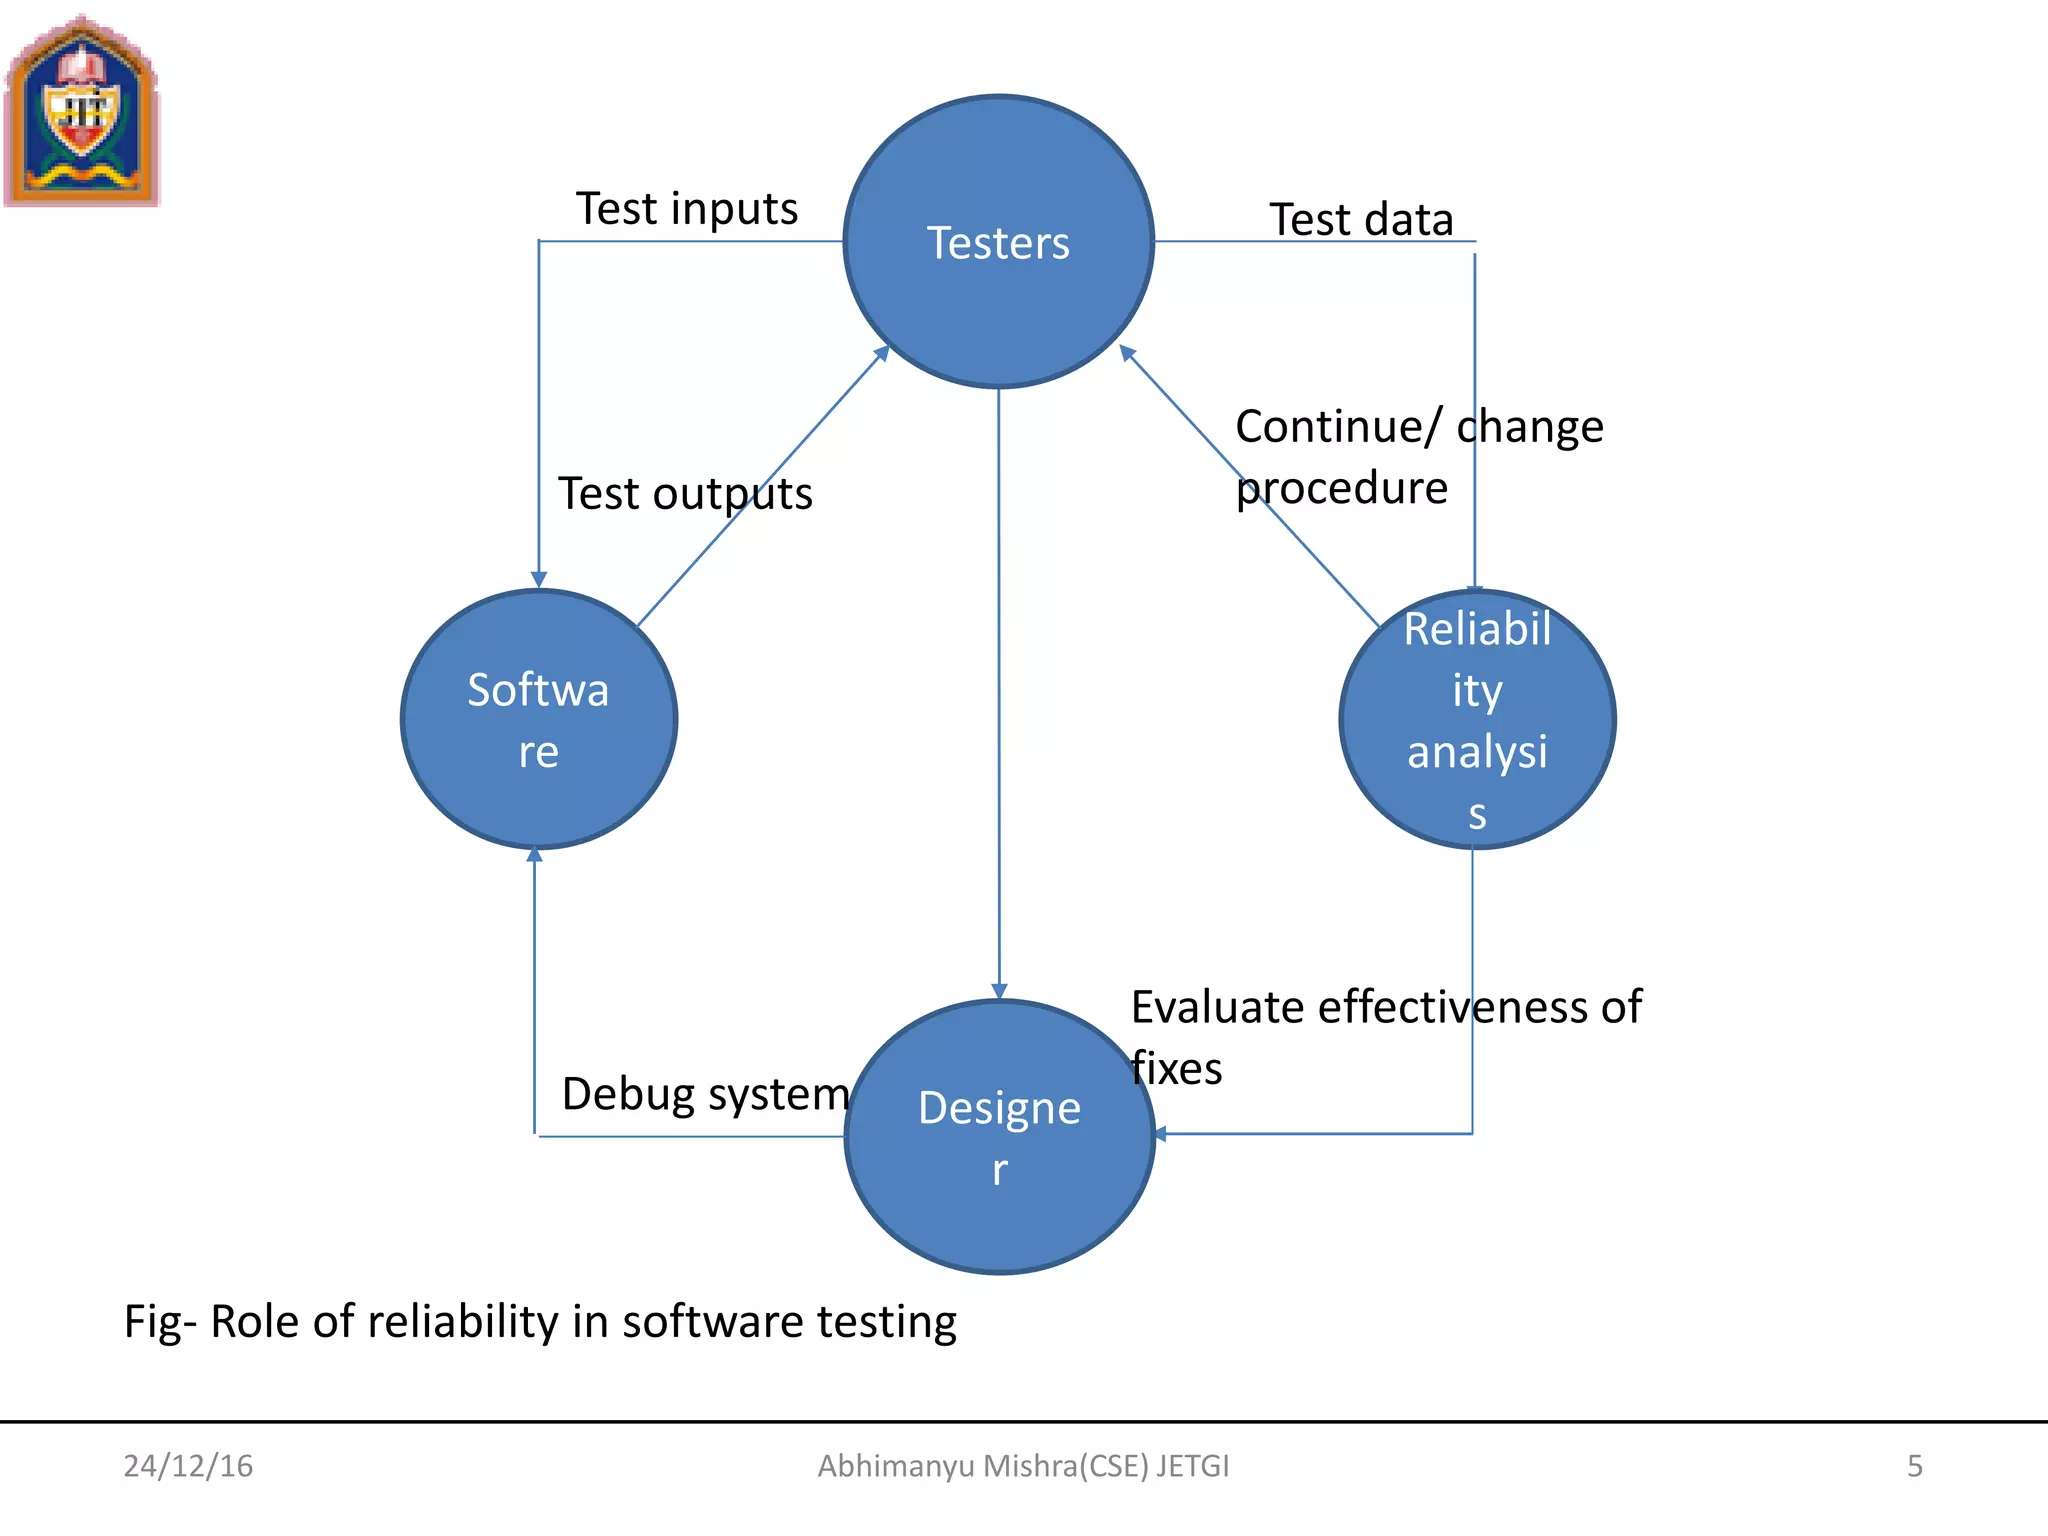 JIT
Test inputs
Testers
Test data
Continue/ change
procedure
Test outputs
Softwa
re
Reliabil
ity
analysi
s
Evaluate effectiveness of
fixes
Debug system
Designe
r
Fig- Role of reliability in software testing
24/12/16
Abhimanyu Mishra(CSE) JETGI
5